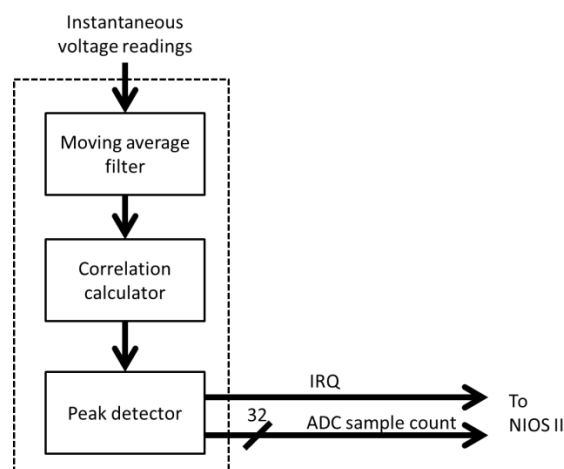 Instantaneous
voltage readings
Moving average
filter
Correlation
calculator
Peak detector
IRQ
32
ADC sample count
To
NIOS II